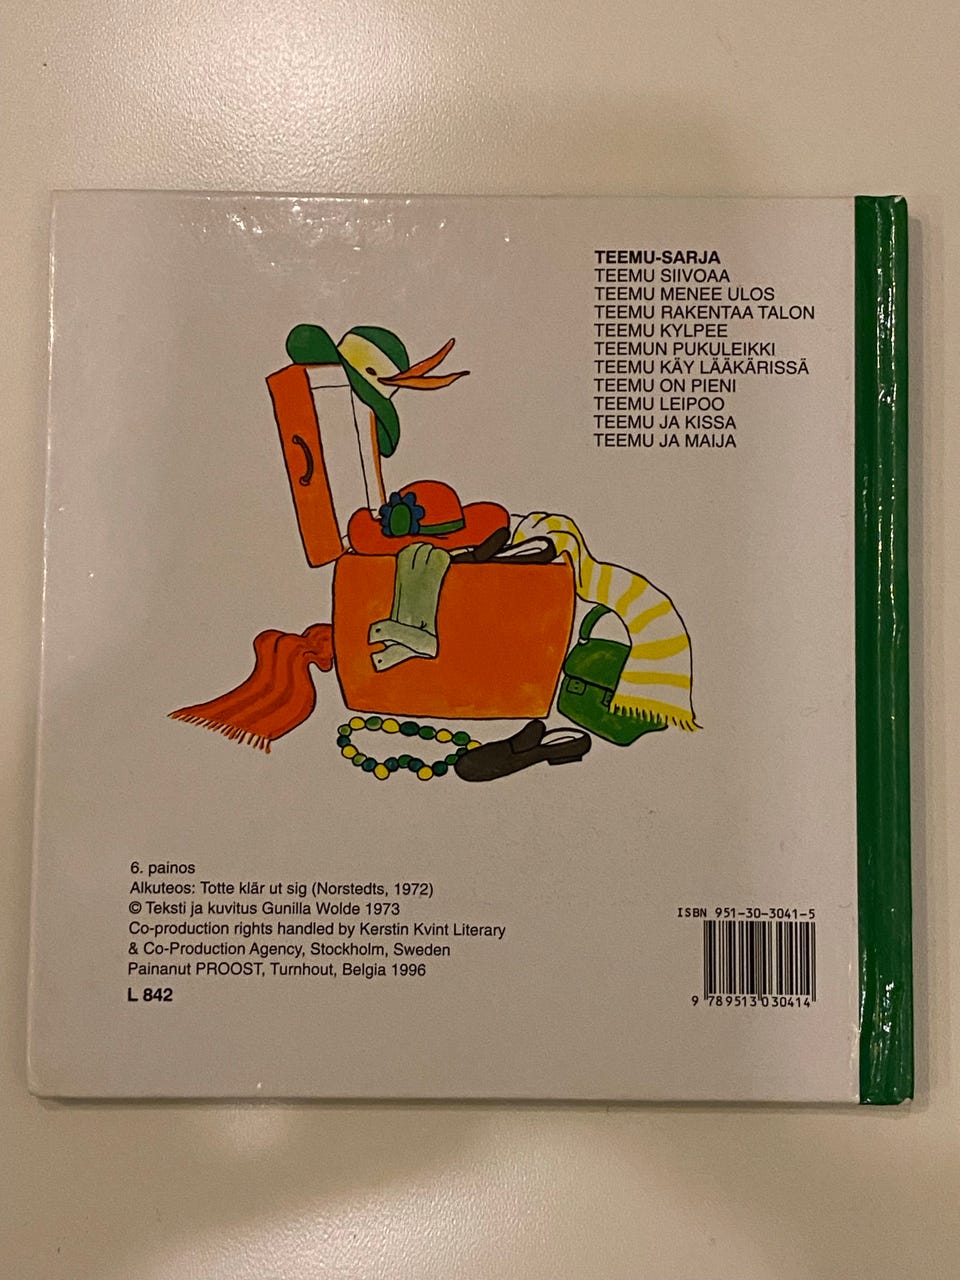 TEEMU-SARJA
TEEMU SIIVOAA
TEEMU MENEE ULOS
TEEMU RAKENTAA TALON
TEEMU KYLPEE
TEEMUN PUKULEIKKI
TEEMU KÄY LÄÄKÄRISSÄ
TEEMU ON PIENI
TEEMU LEIPOO
TEEMU JA KISSA
TEEMU JA MAIJA
6. painos
Alkuteos: Totte klär ut sig (Norstedts, 1972)
© Teksti ja kuvitus Gunilla Wolde 1973
Co-production rights handled by Kerstin Kvint Literary
& Co-Production Agency, Stockholm, Sweden
Painanut PROOST, Turnhout, Belgia 1996
L 842
ISBN 951-30-3041-5
9 789513 030414